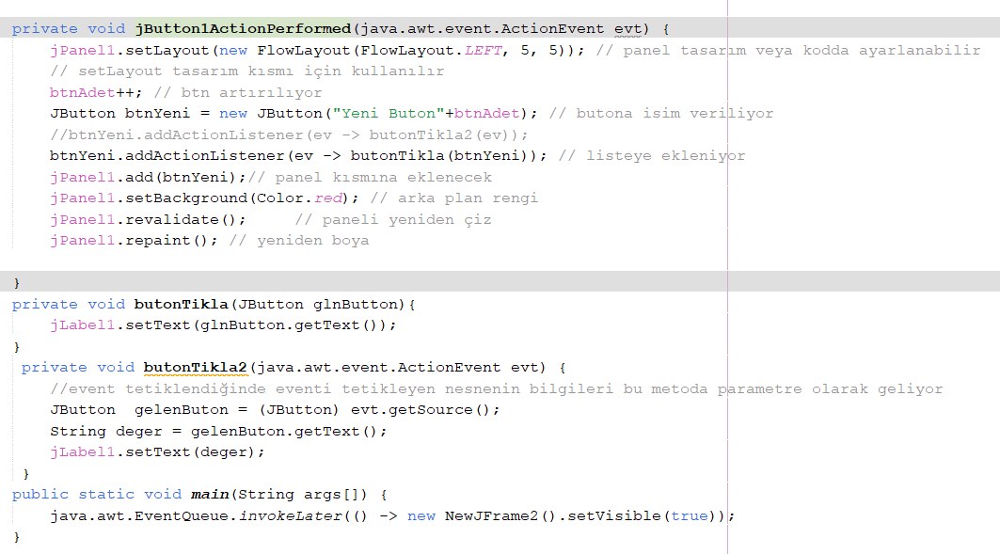 private void jButton1ActionPerformed(java.awt.event.ActionEvent evt) {
jPanel1.setLayout(new FlowLayout(FlowLayout.LEFT, 5, 5)); // panel tasarım veya kodda ayarlanabilir
// setLayout tasarım kısmı için kullanılır
btnAdet++; // btn artırılıyor
JButton btnYeni = new JButton("Yeni Buton"+btnAdet); // butona isim veriliyor
//btnYeni.addActionListener(ev -> butonTikla2(ev));
btnYeni.addActionListener(ev -> butonTikla(btnYeni)); // listeye ekleniyor
jPanel1.add(btnYeni);// panel kısmına eklenecek
jPanel1.setBackground(Color.red); // arka plan rengi
jPanel1.revalidate();     // paneli yeniden çiz
jPanel1.repaint(); // yeniden boya
}
private void butonTikla(JButton glnButton){
jLabel1.setText(glnButton.getText());
}
private void butonTikla2(java.awt.event.ActionEvent evt) {
//event tetiklendiğinde eventi tetikleyen nesnenin bilgileri bu metoda parametre olarak geliyor
JButton  gelenButon = (JButton) evt.getSource();
String deger = gelenButon.getText();
jLabel1.setText(deger);
}
public static void main(String args[]) {
java.awt.EventQueue.invokeLater(() -> new NewJFrame2().setVisible(true));
}